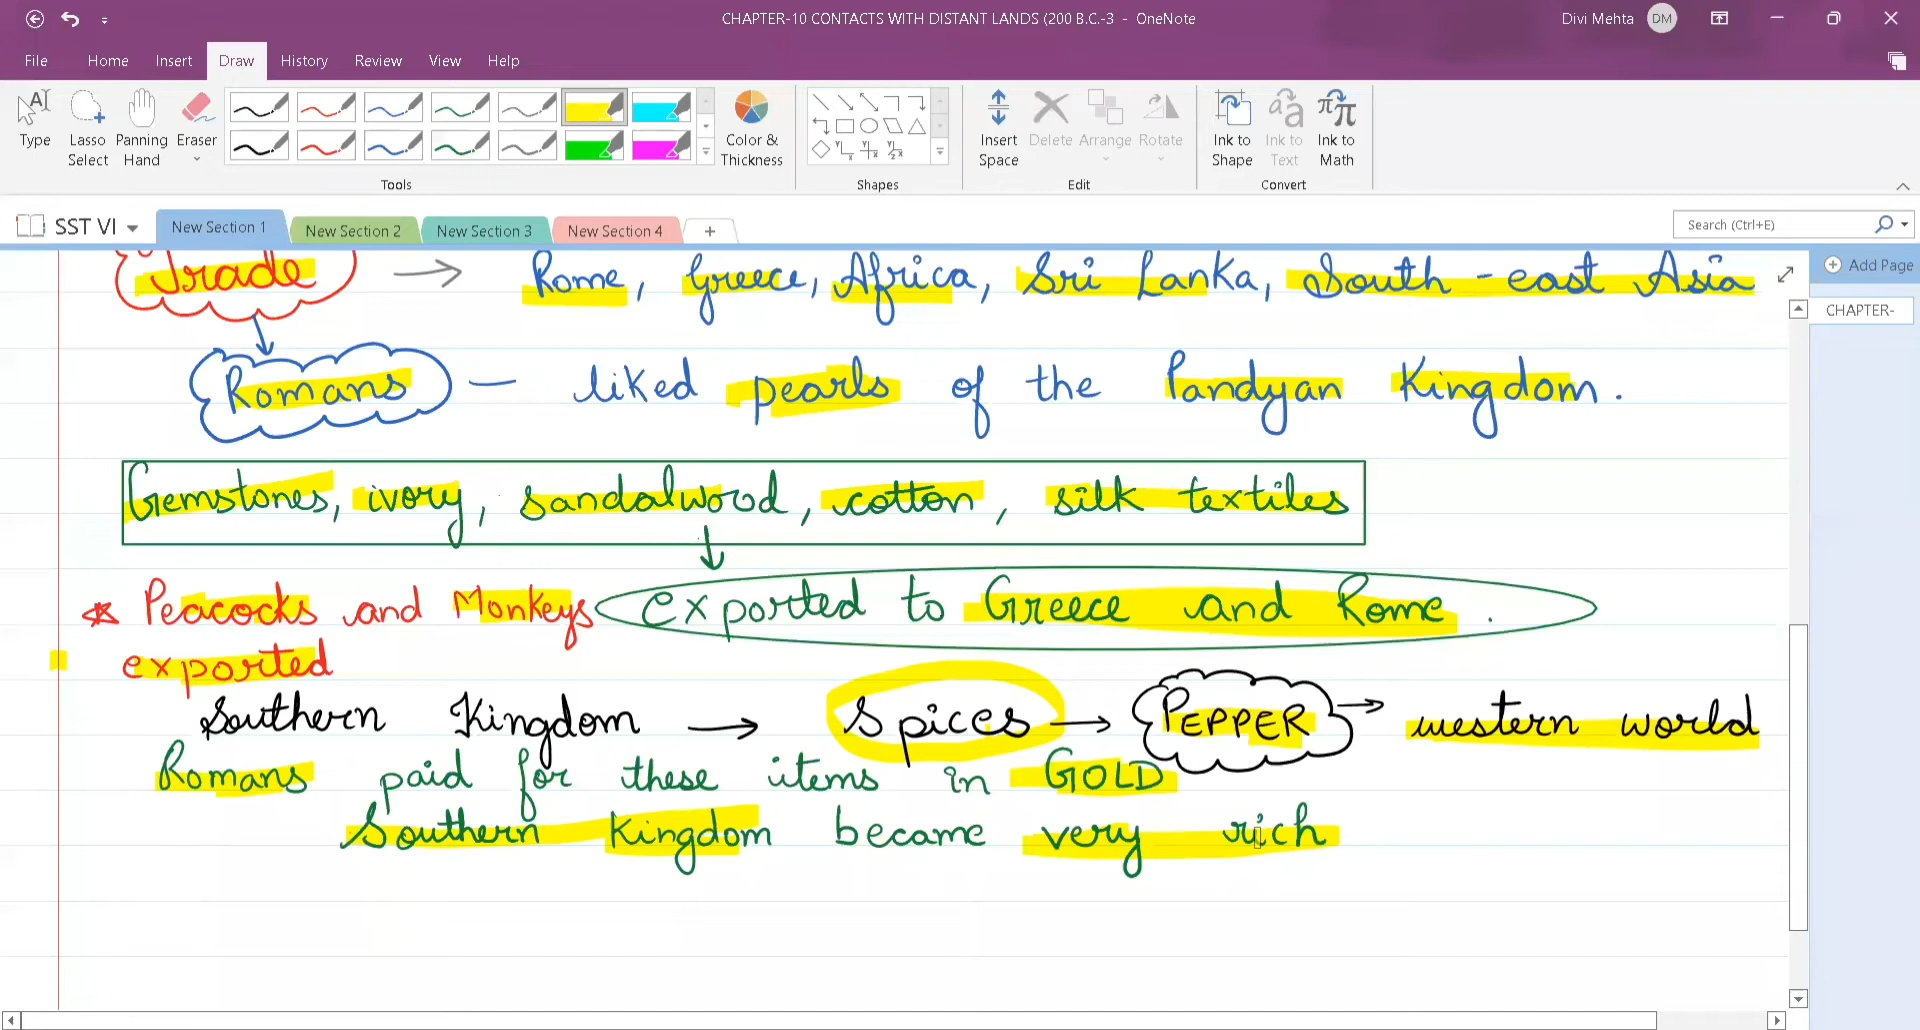 CHAPTER-10 CONTACTS WITH DISTANT LANDS (200 B.C.-3 - OneNote
Divi Mehta DM
File Home Insert Draw History Review View Help
Type Lasso Select Panning Hand Eraser Color & Thickness Insert Space Delete Arrange Rotate Ink to Shape Ink to Text Ink to Math
Tools Shapes Edit Convert
SST VI New Section 1 New Section 2 New Section 3 New Section 4 + Search (Ctrl+E)
Add Page
CHAPTER-
Trade → Rome, Greece, Africa, Sri Lanka, South-east Asia
Romans — liked pearls of the Pandyan Kingdom.
Gemstones, ivory, sandalwood, cotton, silk textiles
Peacocks and Monkeys exported to Greece and Rome.
exported
Southern Kingdom → Spices → PEPPER → western world
Romans paid for these items in GOLD
Southern Kingdom became very rich